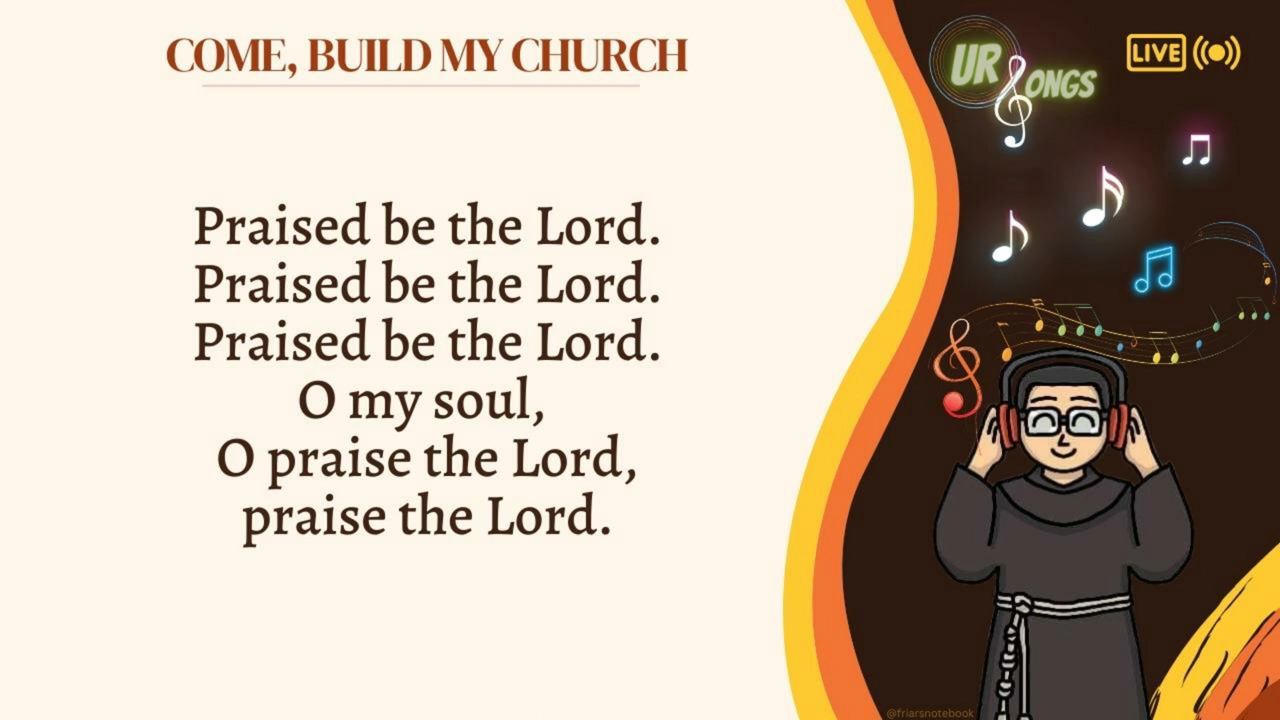 COME, BUILD MY CHURCH
Praised be the Lord.
Praised be the Lord.
Praised be the Lord.
O my soul,
O praise the Lord,
praise the Lord.
UR
ONGS
LIVE
@friarsnotebook